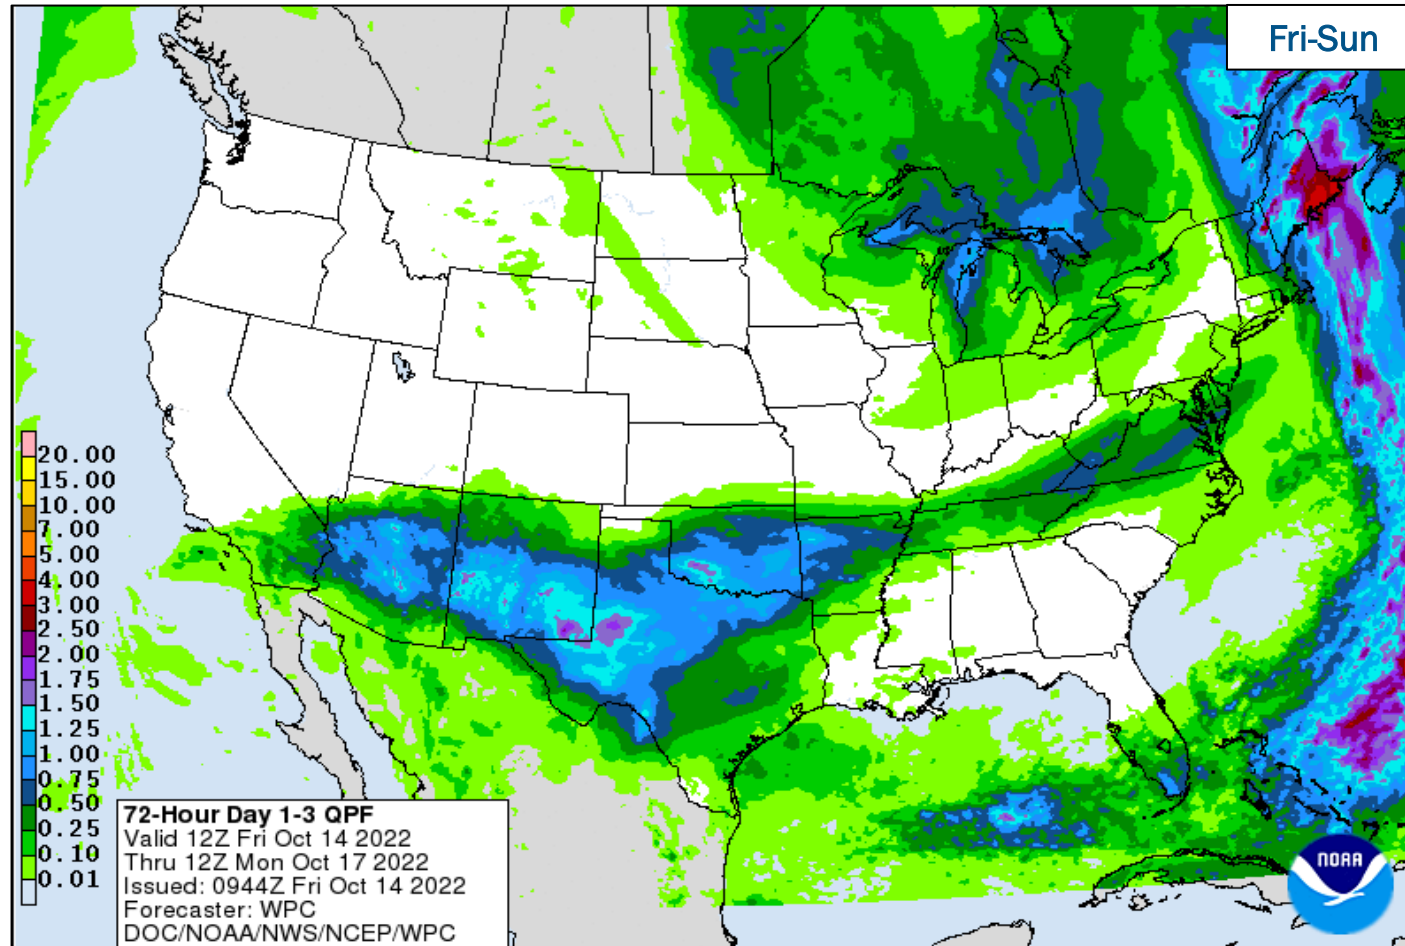 Fri-Sun
20.00
15.00
10.00
7.00
5.00
4.00
3.00
2.50
2.00
1.75
1.50
1.25
1.00
0.75
0.50
0.25
0.10
0.01
72-Hour Day 1-3 QPF
Valid 12Z Fri Oct 14 2022
Thru 12Z Mon Oct 17 2022
Issued: 0944Z Fri Oct 14 2022
Forecaster: WPC
DOC/NOAA/NWS/NCEP/WPC
NOAA